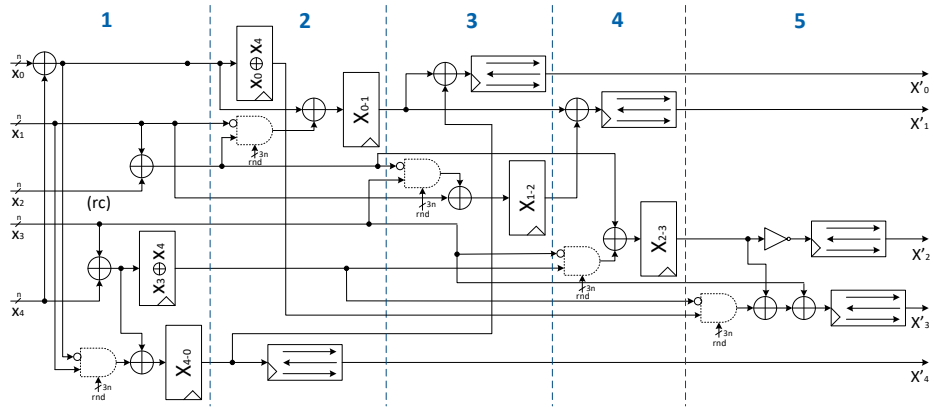 1 2 3 4 5
n
X0
X0 ⊕ X4
X'0
n
X1
X0-1
X'1
3n
rnd
n
X2
(rc)
3n
rnd
X1-2
n
X3
X2-3
X'2
X3 ⊕ X4
3n
rnd
n
X4
X'3
3n
rnd
X4-0
X'4
3n
rnd